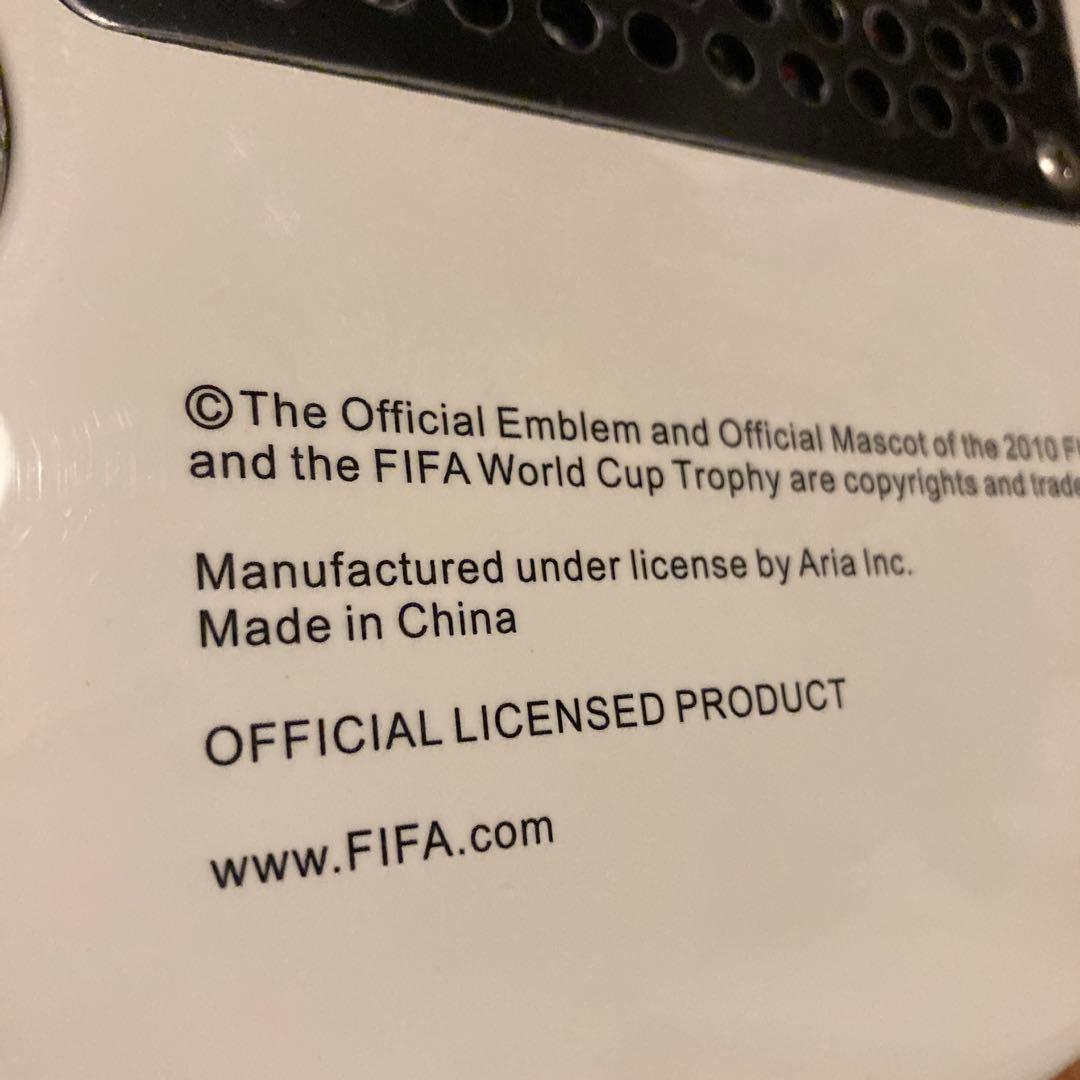 ©The Official Emblem and Official Mascot of the 2010
and the FIFA World Cup Trophy are copyrights and
Manufactured under license by Aria Inc.
Made in China
OFFICIAL LICENSED PRODUCT
www.FIFA.com